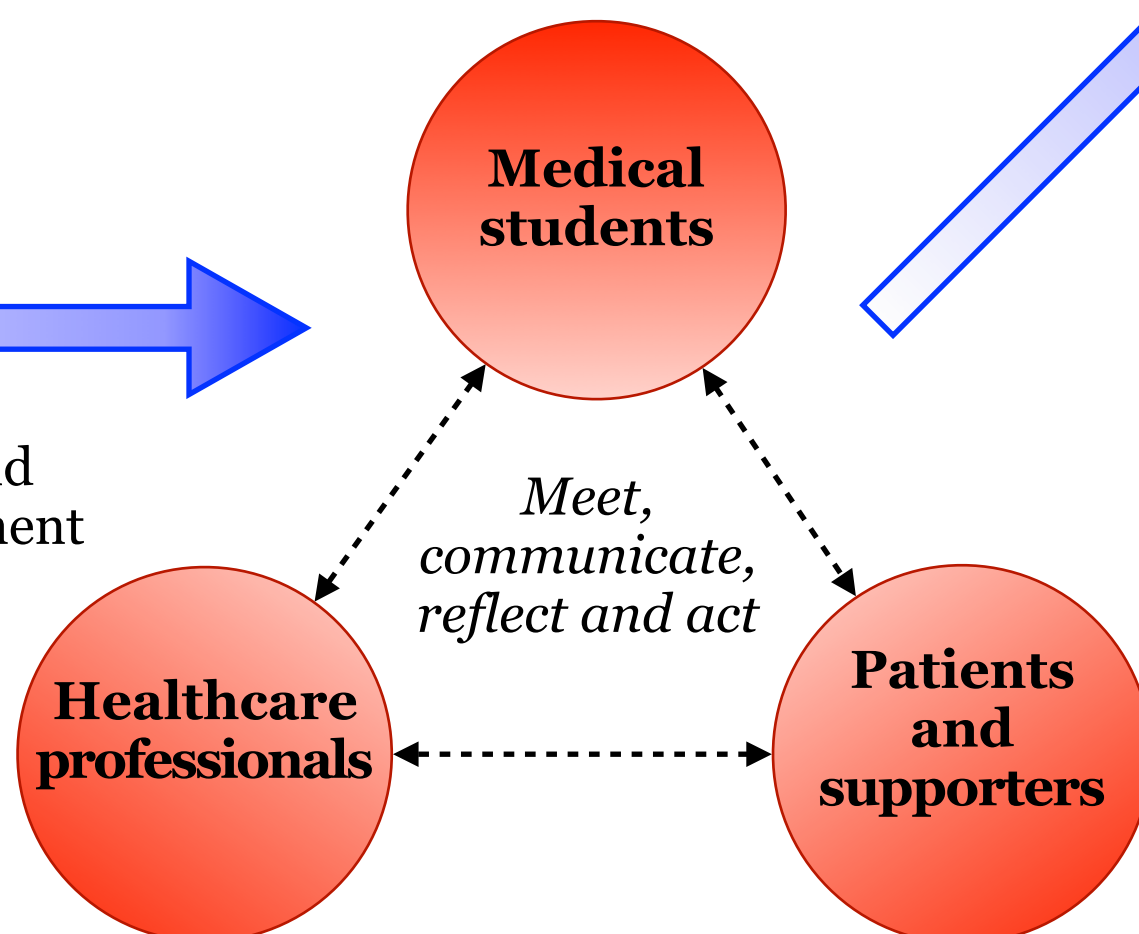 Medical
students
Meet,
communicate,
reflect and act
Healthcare
professionals
Patients
and
supporters